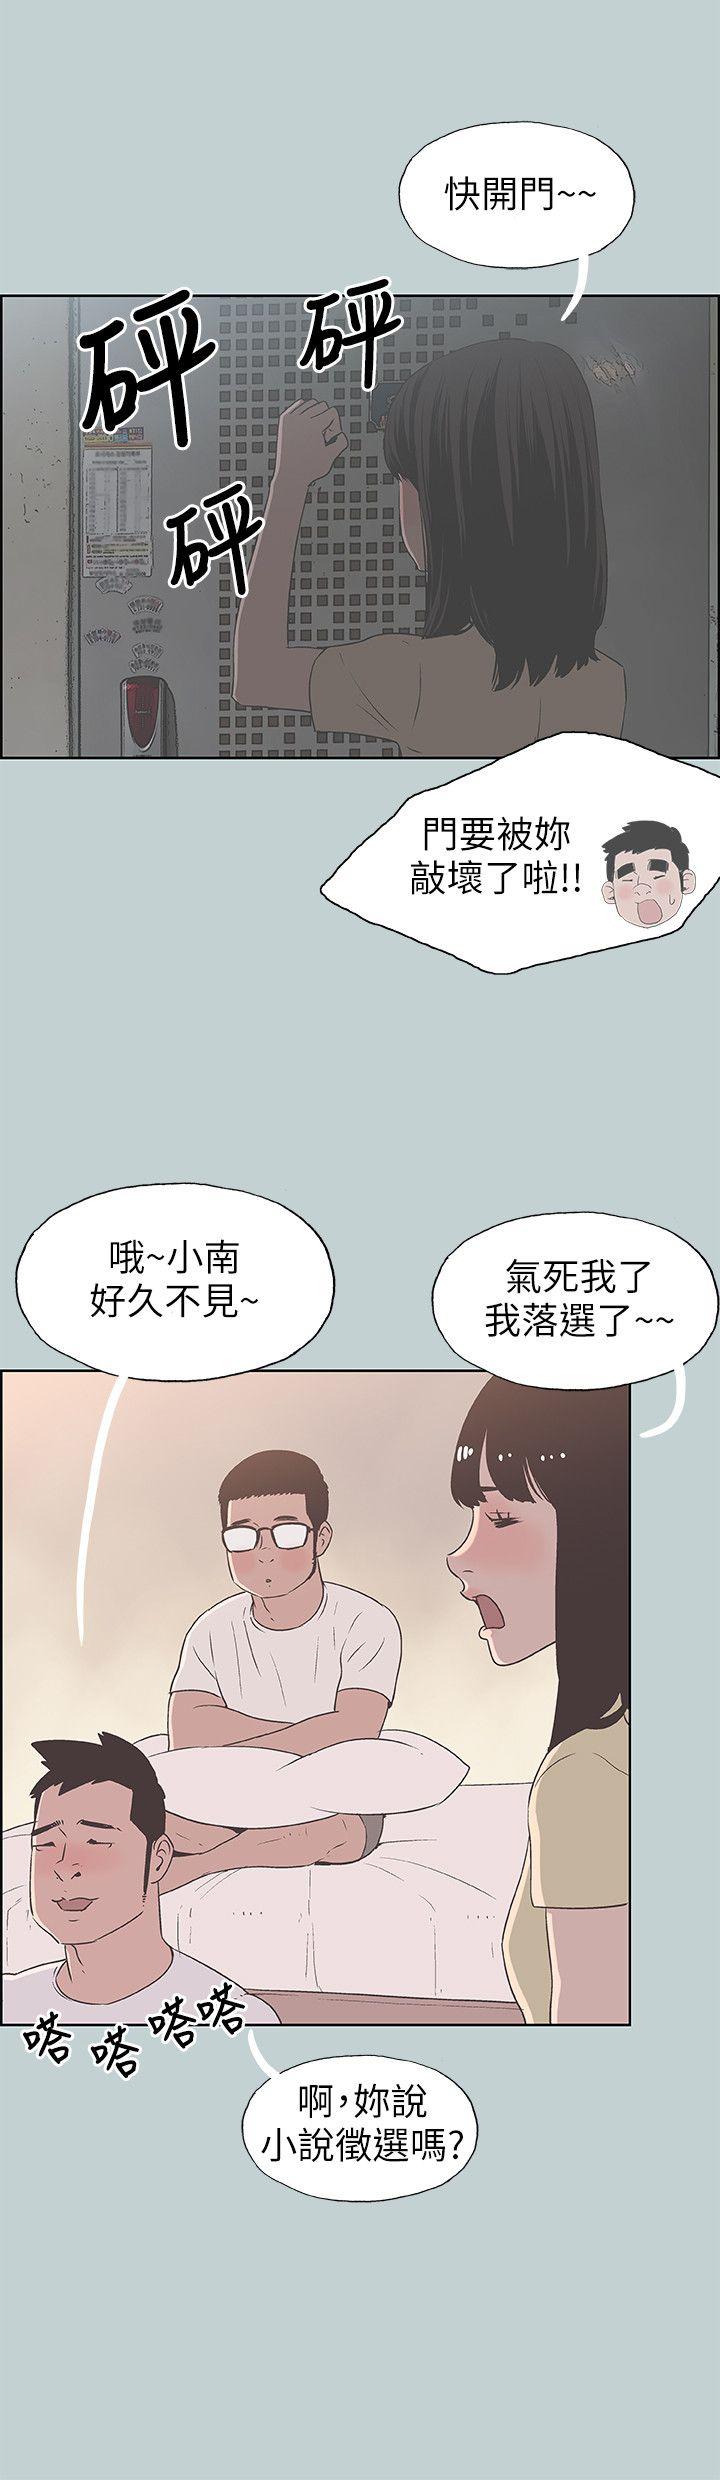 快開門~~
砰
砰
砰
門要被妳
敲壞了啦!!
哦~小南
好久不見~
氣死我了
我落選了~~
嗒
嗒
嗒
嗒
啊，妳說
小說徵選嗎?